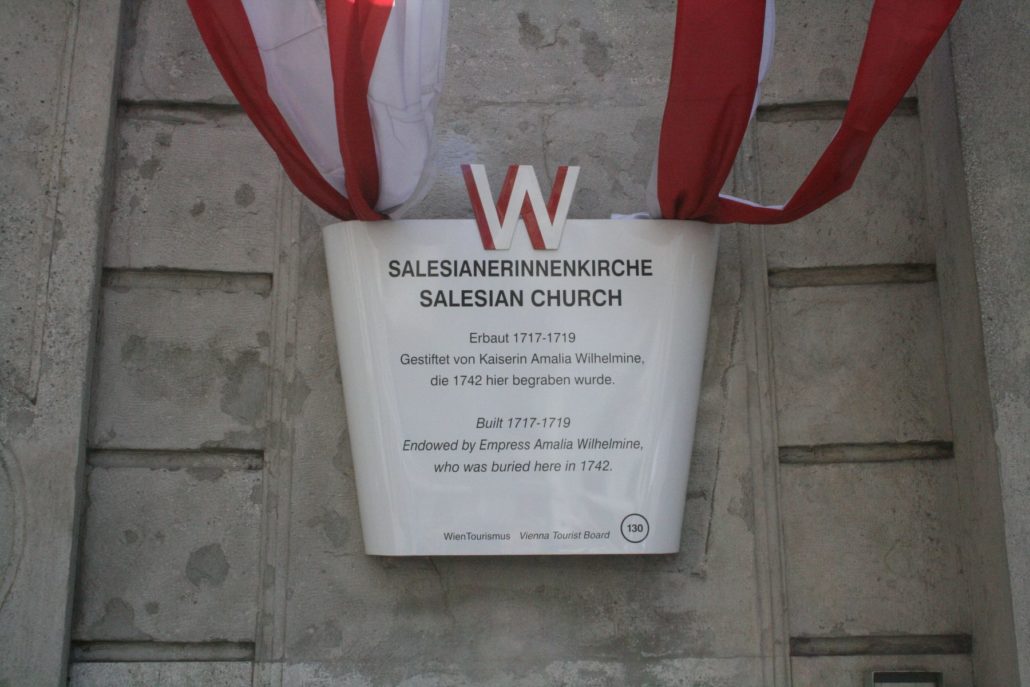 W
SALESIANERINNENKIRCHE
SALESIAN CHURCH
Erbaut 1717-1719
Gestiftet von Kaiserin Amalia Wilhelmine,
die 1742 hier begraben wurde.
Built 1717-1719
Endowed by Empress Amalia Wilhelmine,
who was buried here in 1742.
WienTourismus Vienna Tourist Board 130